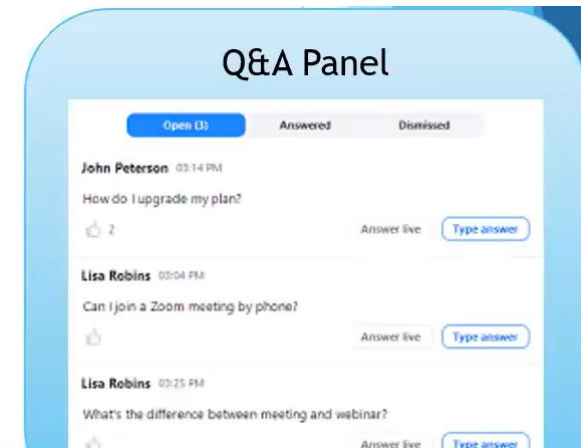 Q&A Panel
Open (3) Answered Dismissed
John Peterson 03:14 PM
How do I upgrade my plan?
2
Answer live Type answer
Lisa Robins 03:04 PM
Can I join a Zoom meeting by phone?
Answer live Type answer
Lisa Robins 03:25 PM
What's the difference between meeting and webinar?
Answer live Type answer